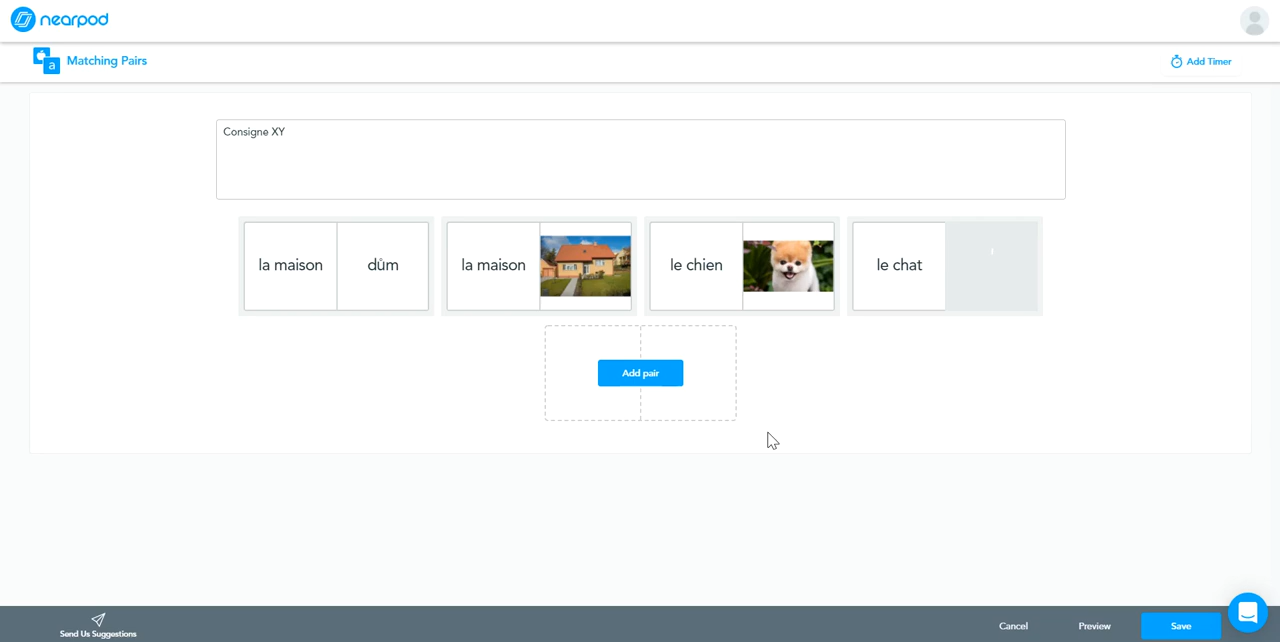 nearpod
Matching Pairs
Add Timer
Consigne XY
la maison
dům
la maison
le chien
le chat
Add pair
Send Us Suggestions
Cancel
Preview
Save